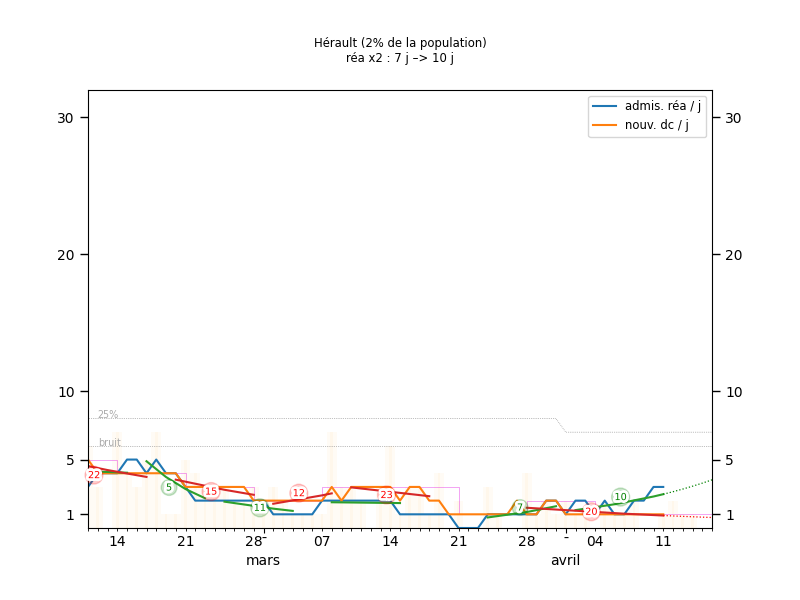 Hérault (2% de la population)
réa x2 : 7 j –> 10 j
admis. réa / j
nouv. dc / j
30 30
20 20
10 10
25%
bruit
5 5
22 5 15 11 12 23 7 20 10
1 1
14 21 28 07 14 21 28 04 11
mars avril